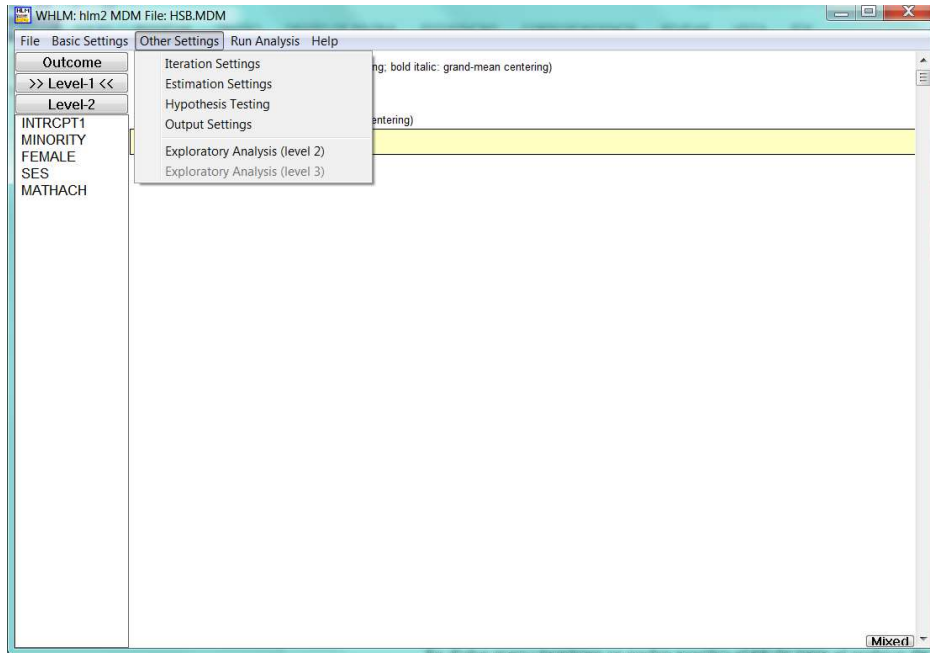 WHLM: hlm2 MDM File: HSB.MDM
File Basic Settings Other Settings Run Analysis Help
Outcome
>> Level-1 <<
Level-2
INTRCPT1
MINORITY
FEMALE
SES
MATHACH
Iteration Settings
Estimation Settings
Hypothesis Testing
Output Settings
Exploratory Analysis (level 2)
Exploratory Analysis (level 3)
ng; bold italic: grand-mean centering)
entering)
Mixed